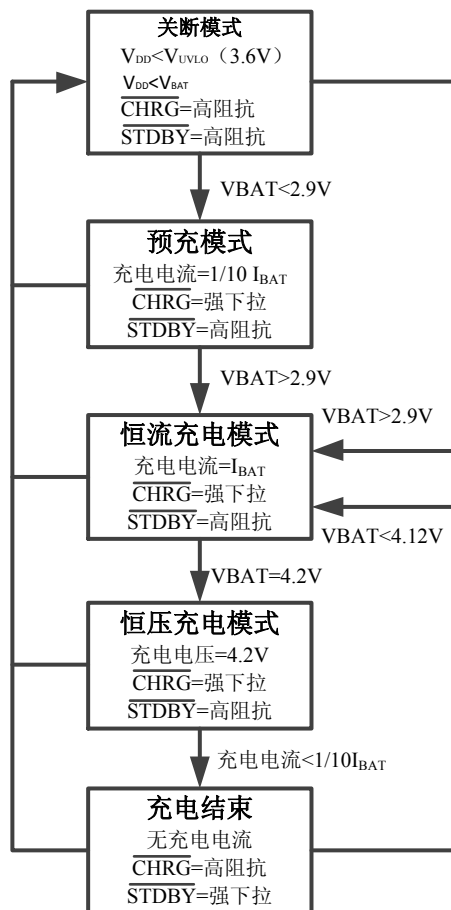 关断模式
VDD<VUVLO（3.6V）
VDD<VBAT
CHRG=高阻抗
STDBY=高阻抗
VBAT<2.9V
预充模式
充电电流=1/10 IBAT
CHRG=强下拉
STDBY=高阻抗
VBAT>2.9V
恒流充电模式
充电电流=IBAT
CHRG=强下拉
STDBY=高阻抗
VBAT>2.9V
VBAT<4.12V
VBAT=4.2V
恒压充电模式
充电电压=4.2V
CHRG=强下拉
STDBY=高阻抗
充电电流<1/10IBAT
充电结束
无充电电流
CHRG=高阻抗
STDBY=强下拉